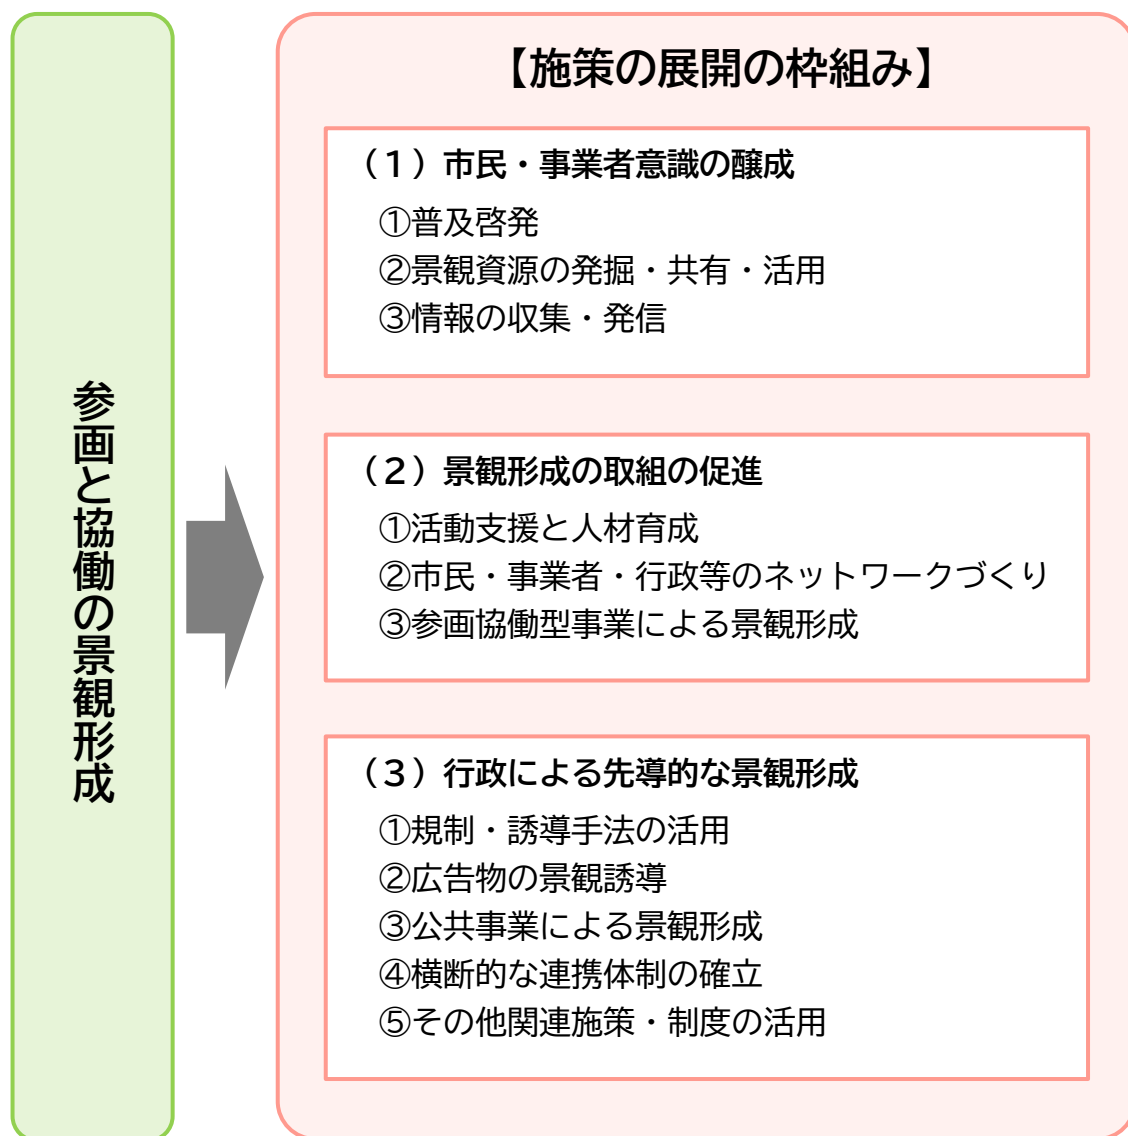 参画と協働の景観形成
【施策の展開の枠組み】
（１）市民・事業者意識の醸成
①普及啓発
②景観資源の発掘・共有・活用
③情報の収集・発信
（２）景観形成の取組の促進
①活動支援と人材育成
②市民・事業者・行政等のネットワークづくり
③参画協働型事業による景観形成
（３）行政による先導的な景観形成
①規制・誘導手法の活用
②広告物の景観誘導
③公共事業による景観形成
④横断的な連携体制の確立
⑤その他関連施策・制度の活用